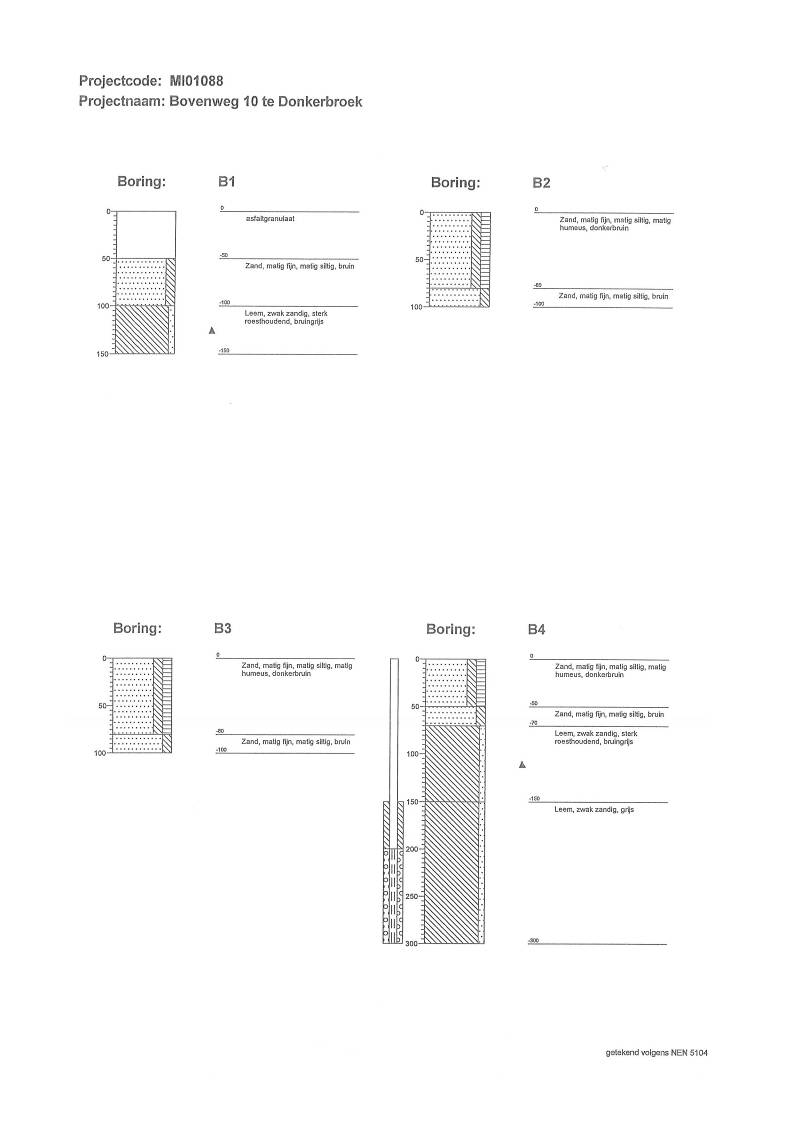 Projectcode: MI01088
Projectnaam: Bovenweg 10 te Donkerbroek
Boring: B1
0
50
100
150
0
asfaltgranulaat
-50
Zand, matig fijn, matig siltig, bruin
-100
Leem, zwak zandig, sterk
roesthoudend, bruingrijs
-150
Boring: B2
0
50
100
0
Zand, matig fijn, matig siltig, matig
humeus, donkerbruin
-80
Zand, matig fijn, matig siltig, bruin
-100
Boring: B3
0
50
100
0
Zand, matig fijn, matig siltig, matig
humeus, donkerbruin
-80
Zand, matig fijn, matig siltig, bruin
-100
Boring: B4
0
50
100
150
200
250
300
0
Zand, matig fijn, matig siltig, matig
humeus, donkerbruin
-50
Zand, matig fijn, matig siltig, bruin
-70
Leem, zwak zandig, sterk
roesthoudend, bruingrijs
-150
Leem, zwak zandig, grijs
-300
getekend volgens NEN 5104